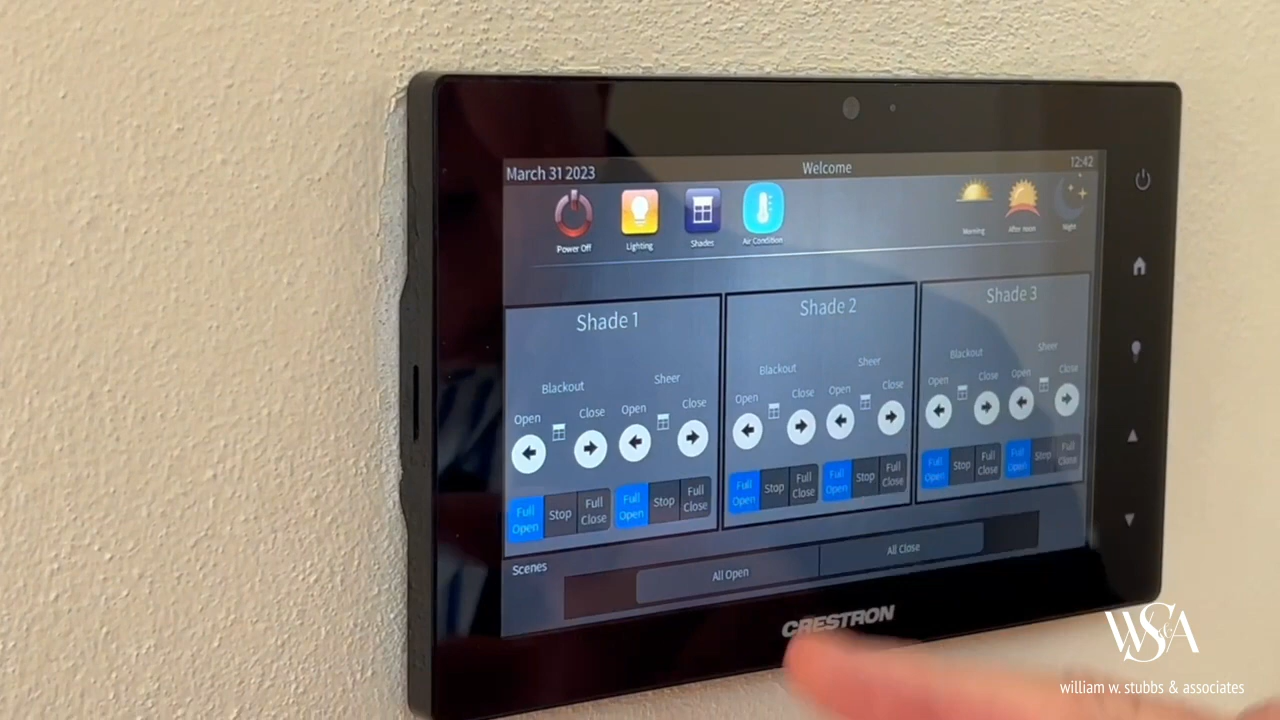 March 31 2023 Welcome 12:42
Power Off Lighting Shades Air Condition Morning After noon Night
Shade 1
Blackout Sheer
Open Close Open Close
Full Open Stop Full Close Full Open Stop Full Close
Shade 2
Blackout Sheer
Open Close Open Close
Full Open Stop Full Close Full Open Stop Full Close
Shade 3
Blackout Sheer
Open Close Open Close
Full Open Stop Full Close Full Open Stop Full Close
Scenes All Open All Close
CRESTRON
WS&A
william w. stubbs & associates